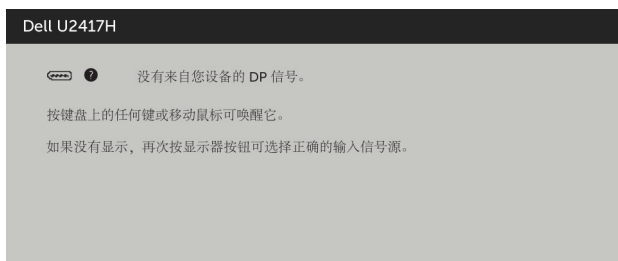 Dell U2417H
? 没有来自您设备的 DP 信号。
按键盘上的任何键或移动鼠标可唤醒它。
如果没有显示，再次按显示器按钮可选择正确的输入信号源。